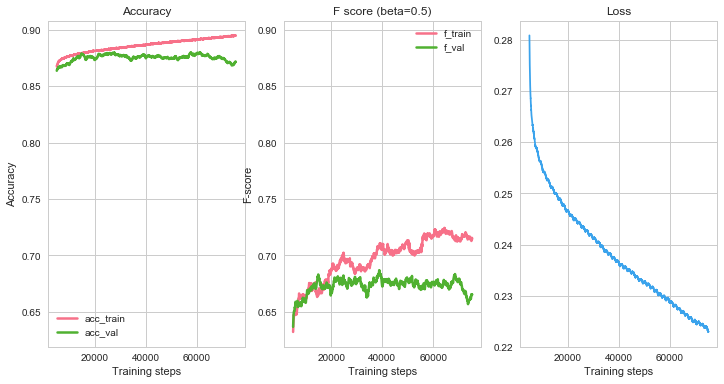 Accuracy
0.90
0.85
0.80
0.75
0.70
0.65
Accuracy
acc_train
acc_val
20000 40000 60000
Training steps
F score (beta=0.5)
0.90
0.85
0.80
0.75
0.70
0.65
F-score
f_train
f_val
20000 40000 60000
Training steps
Loss
0.28
0.27
0.26
0.25
0.24
0.23
0.22
20000 40000 60000
Training steps